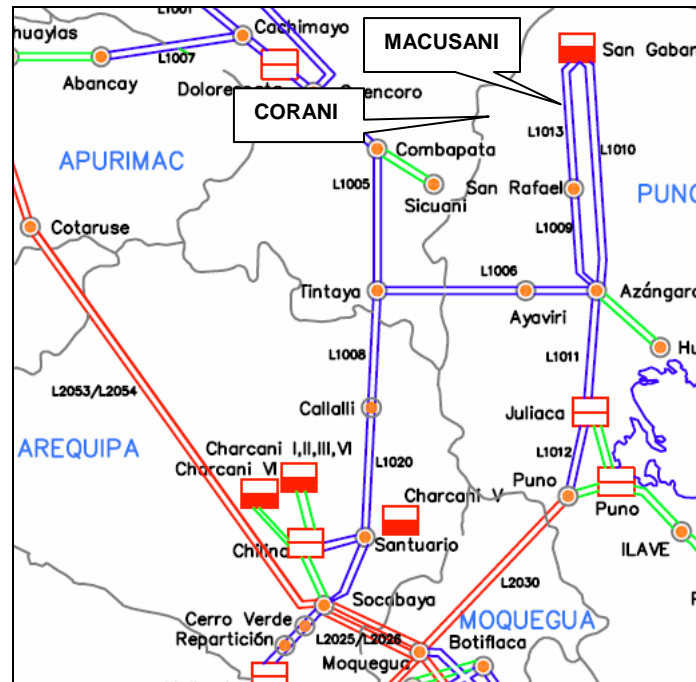 L1001
huaylas
Cachimayo
L1007
Abancay
MACUSANI
San Gaban
CORANI
L1013
L1010
Combapata
APURIMAC
L1005
Sicuani
San Rafael
PUNO
Cotaruse
L1009
L1006
Tintaya
Ayaviri
Azángaro
L1008
L1011
Hu
L2053/L2054
Callalli
Juliaca
AREQUIPA
Charcani I,II,III,VI
L1012
Charcani VI
L1020
Charcani V
Puno
Puno
Chilina
Santuario
ILAVE
L2030
Socabaya
Cerro Verde
MOQUEGUA
Repartición
L2025/L2026
Botiflaca
Moquegua